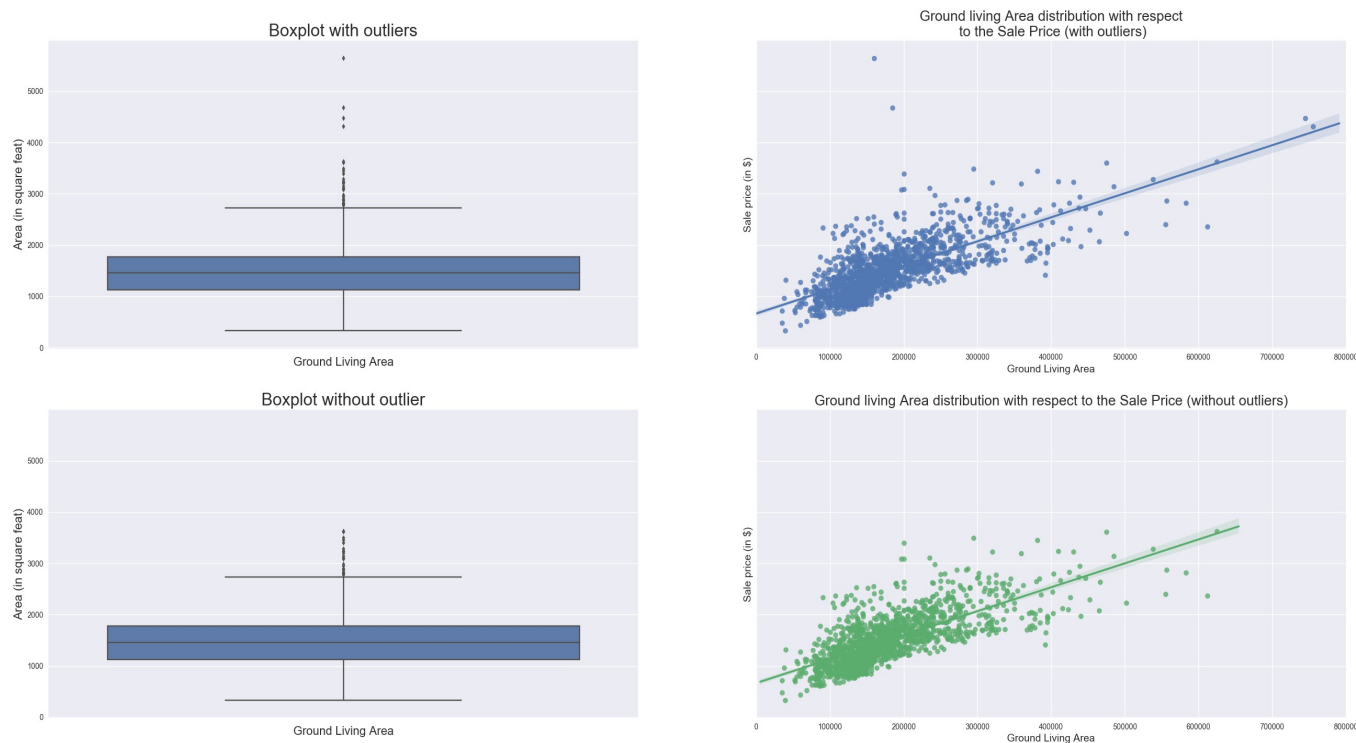 Boxplot with outliers
Area (in square feat)
5000
4000
3000
2000
1000
0
Ground Living Area
Ground living Area distribution with respect
to the Sale Price (with outliers)
Sale price (in $)
0 100000 200000 300000 400000 500000 600000 700000 800000
Ground Living Area
Boxplot without outlier
Area (in square feat)
5000
4000
3000
2000
1000
0
Ground Living Area
Ground living Area distribution with respect to the Sale Price (without outliers)
Sale price (in $)
0 100000 200000 300000 400000 500000 600000 700000 800000
Ground Living Area